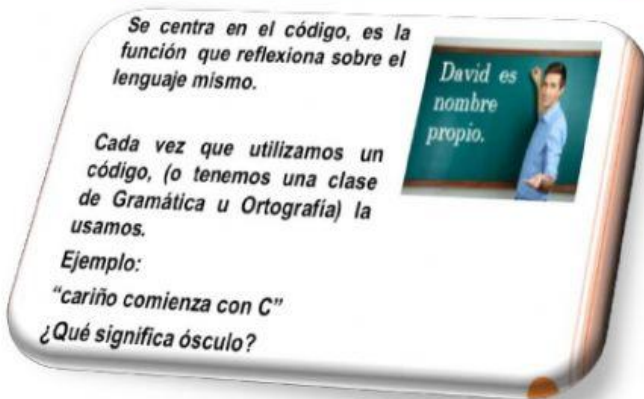 Se centra en el código, es la
función que reflexiona sobre el
lenguaje mismo.
David es
nombre
propio.
Cada vez que utilizamos un
código, (o tenemos una clase
de Gramática u Ortografía) la
usamos.
Ejemplo:
“cariño comienza con C”
¿Qué significa ósculo?